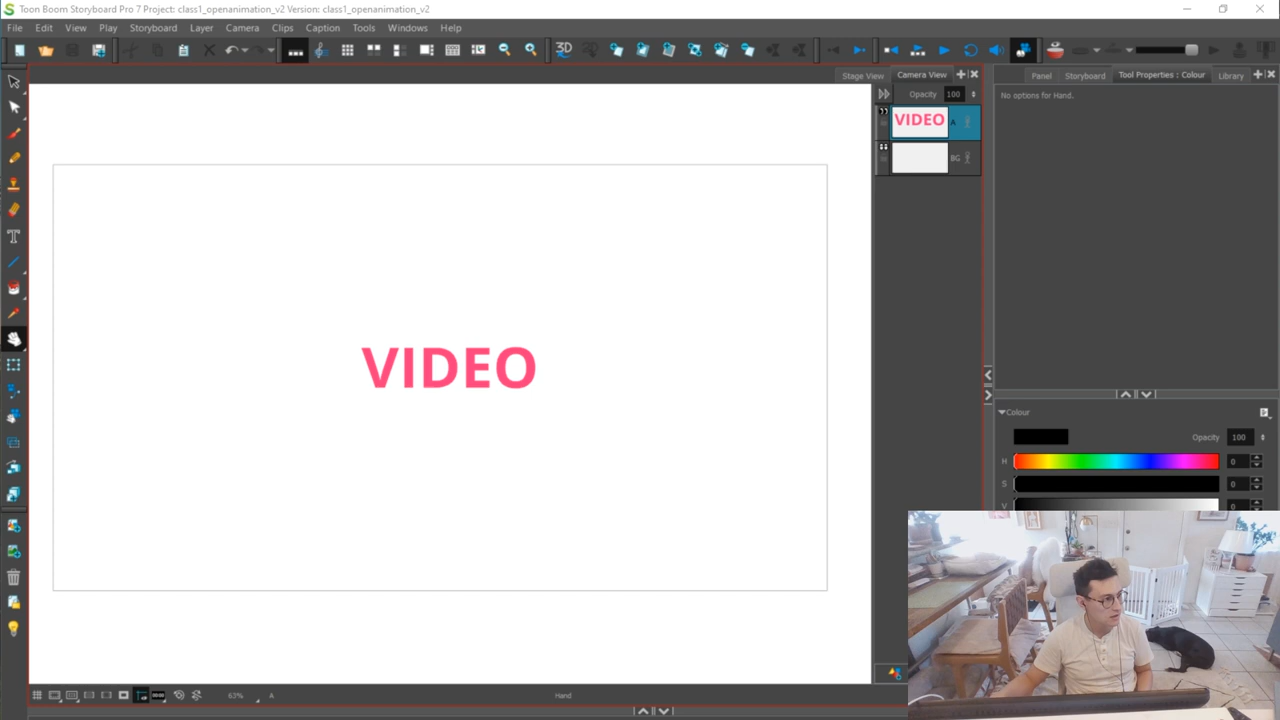 Toon Boom Storyboard Pro 7 Project: class1_openanimation_v2 Version: class1_openanimation_v2
File Edit View Play Storyboard Layer Camera Clips Caption Tools Windows Help
3D
Stage View Camera View
Panel Storyboard Tool Properties : Colour Library
Opacity 100
No options for Hand.
VIDEO A
BG
VIDEO
Colour
Opacity 100
H 0
S 0
V 0
63% A Hand